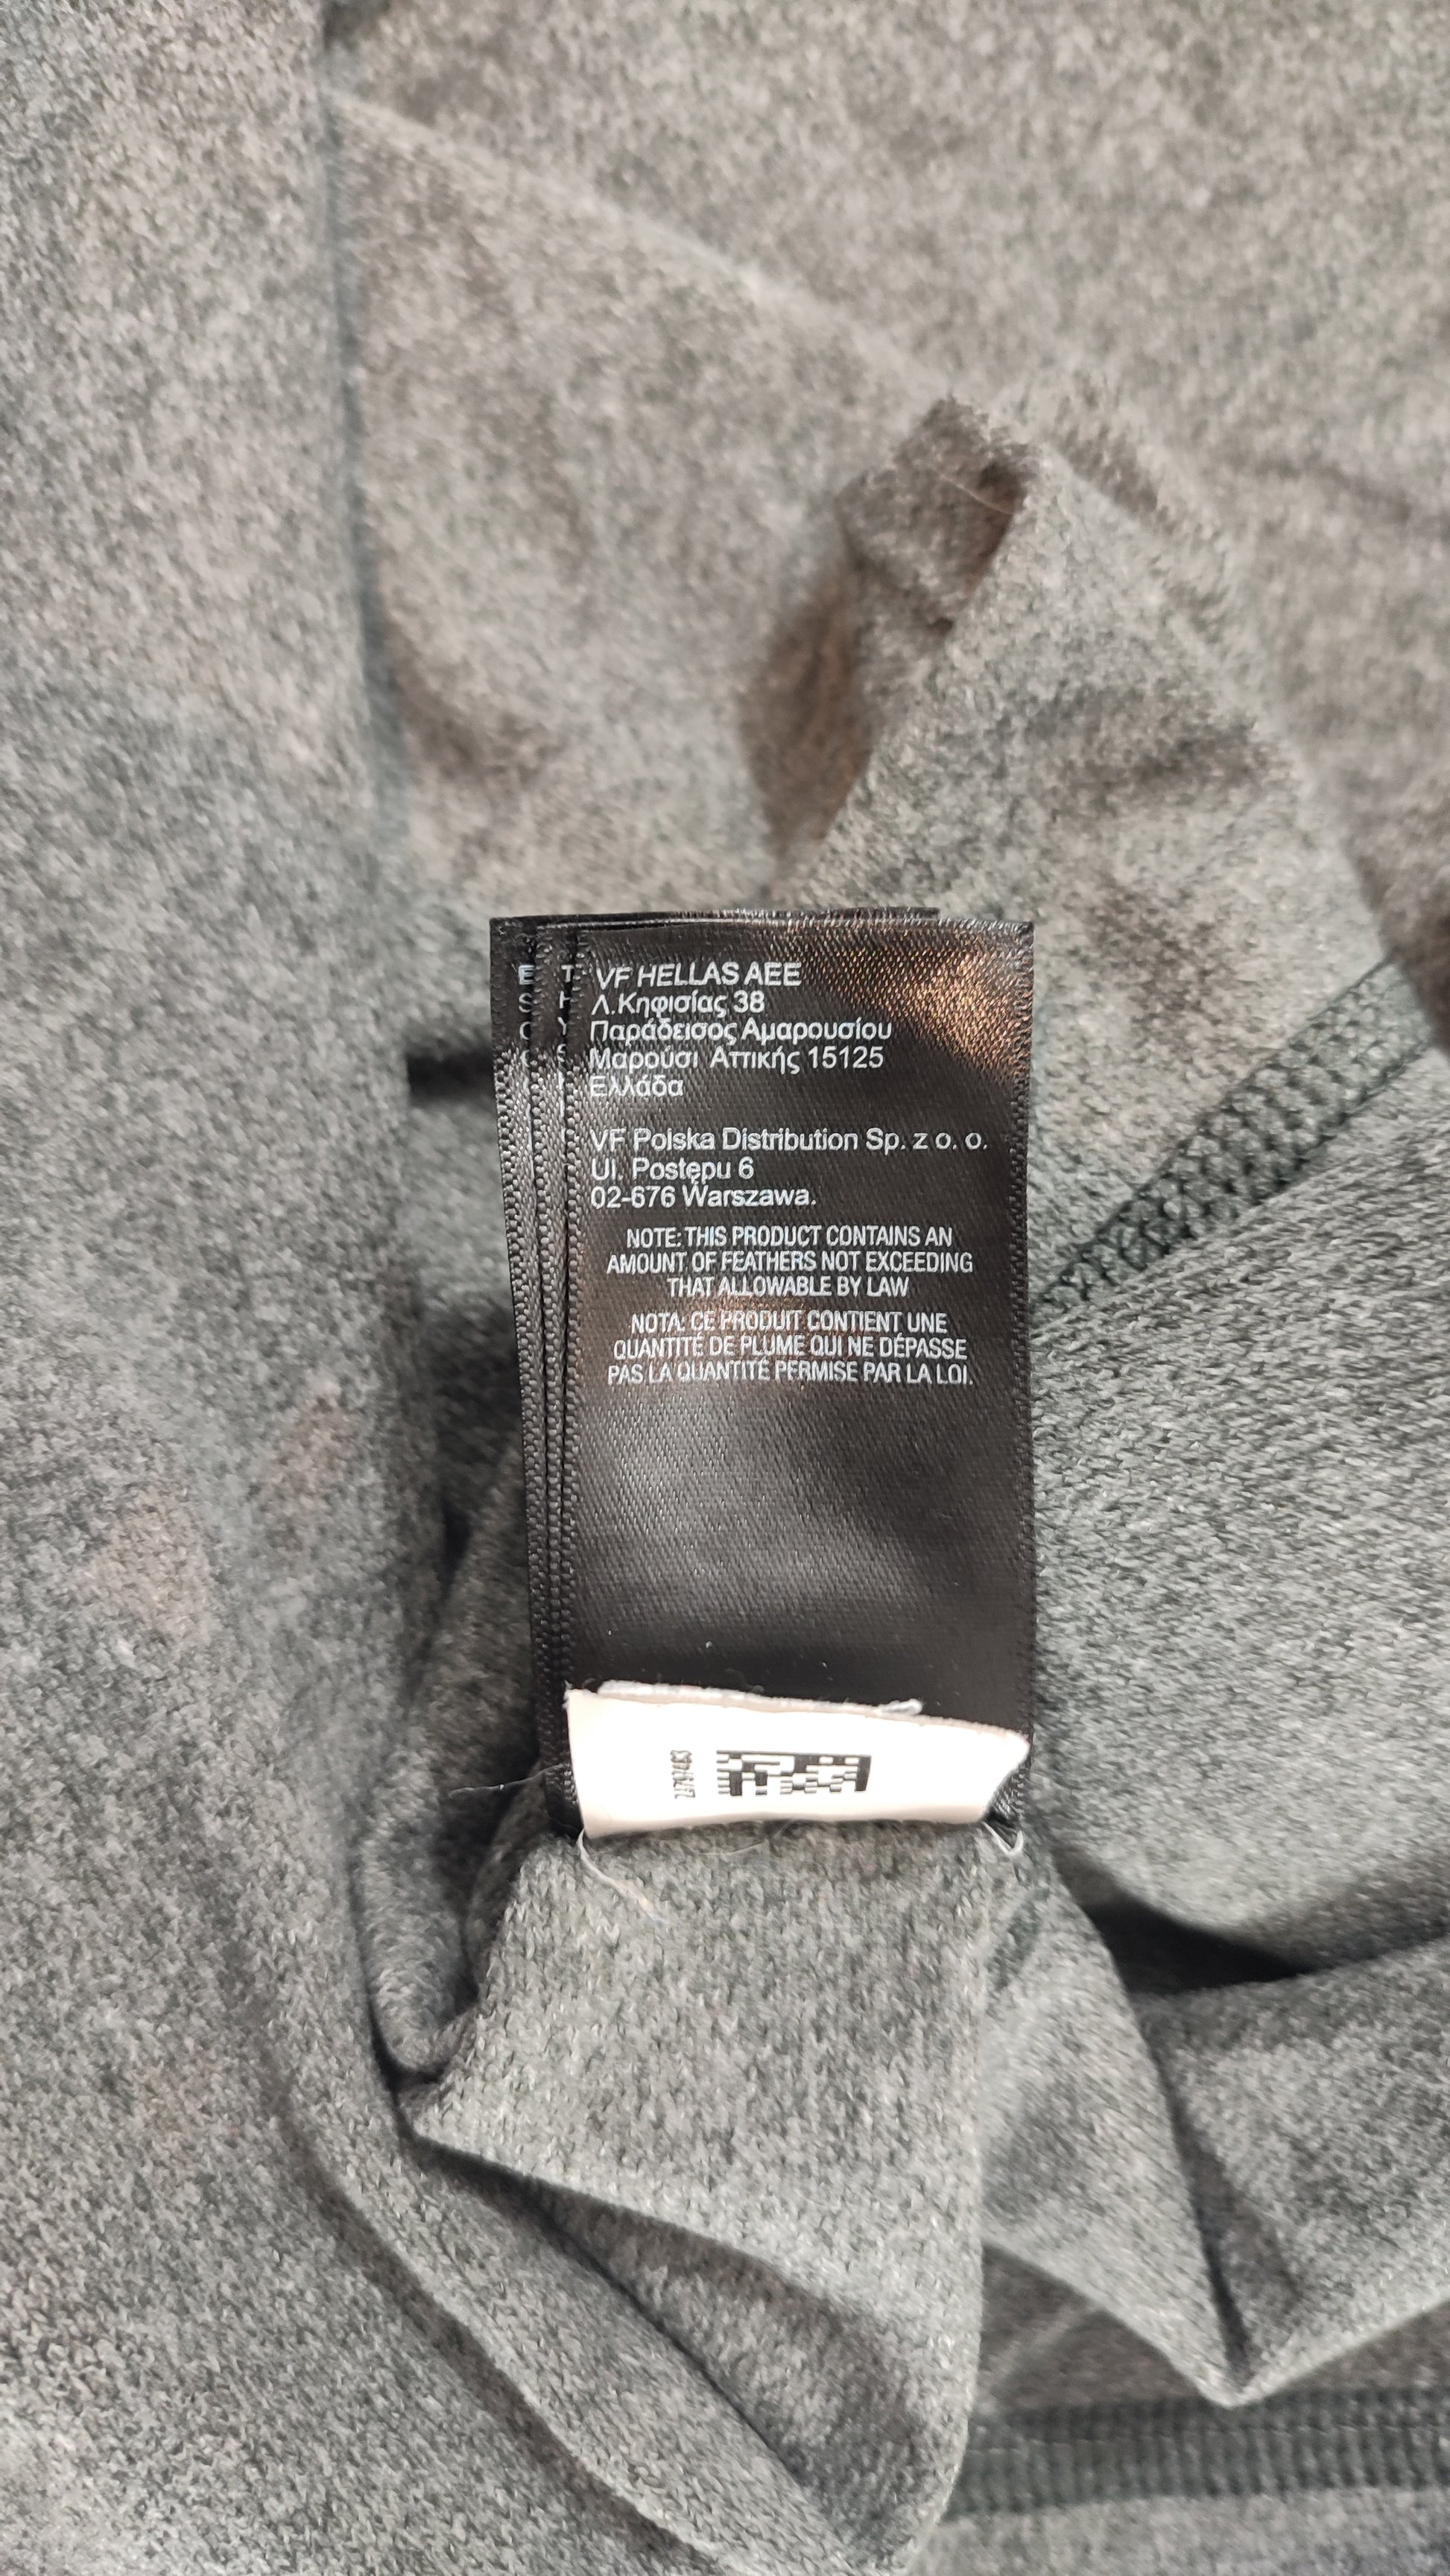 VF HELLAS AEE
Λ.Κηφισίας 38
Παράδεισος Αμαρουσίου
Μαρούσι Αττικής 15125
Ελλάδα
VF Polska Distribution Sp. z o. o.
Ul. Postępu 6
02-676 Warszawa.
NOTE: THIS PRODUCT CONTAINS AN
AMOUNT OF FEATHERS NOT EXCEEDING
THAT ALLOWABLE BY LAW
NOTA: CE PRODUIT CONTIENT UNE
QUANTITÉ DE PLUME QUI NE DÉPASSE
PAS LA QUANTITÉ PERMISE PAR LA LOI.